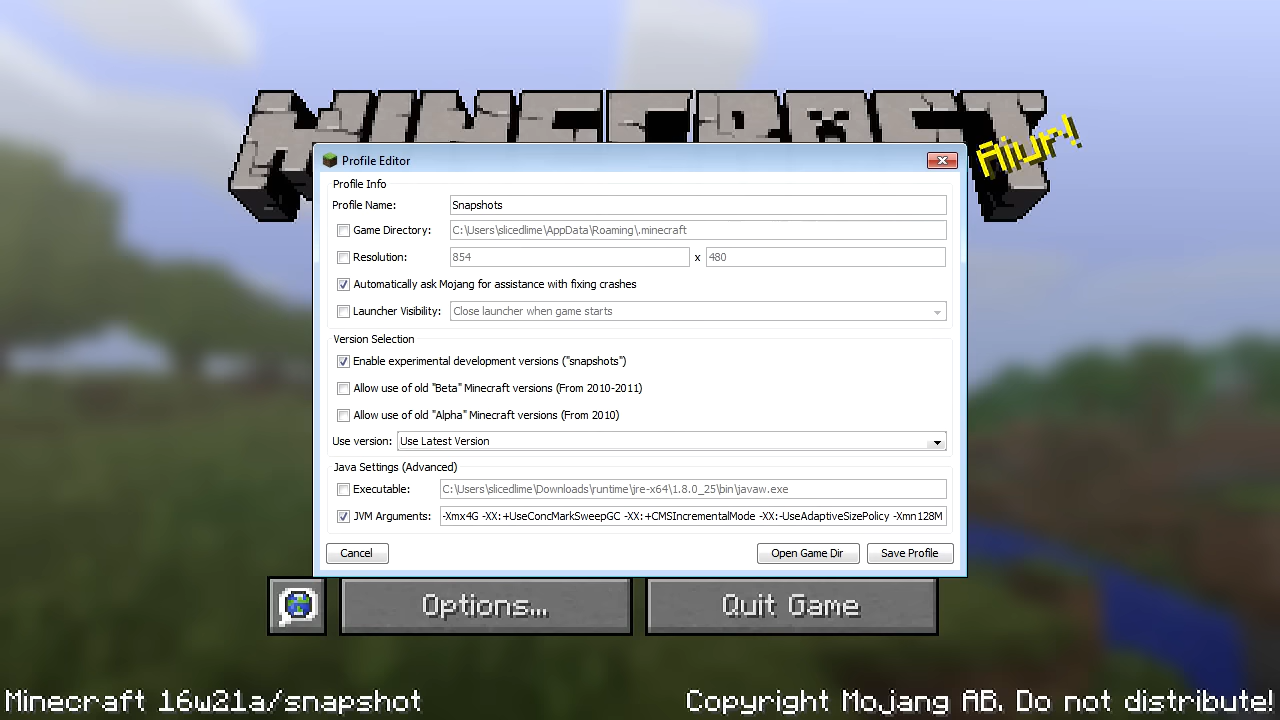 MINECRAFT
Aiur!
Profile Editor
Profile Info
Profile Name: Snapshots
Game Directory: C:\Users\slicedlime\AppData\Roaming\.minecraft
Resolution: 854 x 480
Automatically ask Mojang for assistance with fixing crashes
Launcher Visibility: Close launcher when game starts
Version Selection
Enable experimental development versions ("snapshots")
Allow use of old "Beta" Minecraft versions (From 2010-2011)
Allow use of old "Alpha" Minecraft versions (From 2010)
Use version: Use Latest Version
Java Settings (Advanced)
Executable: C:\Users\slicedlime\Downloads\runtime\jre-x64\1.8.0_25\bin\javaw.exe
JVM Arguments: -Xmx4G -XX:+UseConcMarkSweepGC -XX:+CMSIncrementalMode -XX:-UseAdaptiveSizePolicy -Xmn128M
Cancel Open Game Dir Save Profile
Options... Quit Game
Minecraft 16w21a/snapshot Copyright Mojang AB. Do not distribute!